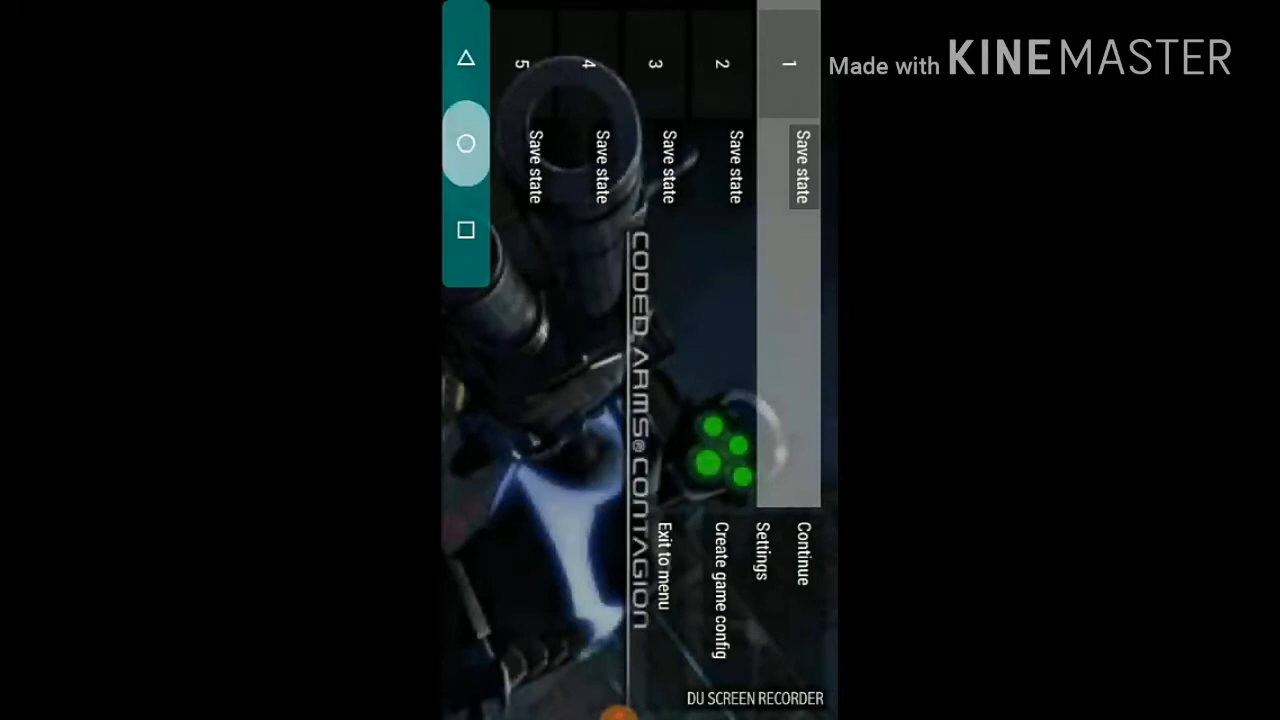 Made with KINEMASTER
1
Save state
2
Save state
3
Save state
4
Save state
5
Save state
Continue
Settings
Create game config
Exit to menu
CODED ARMS® CONTAGION
DU SCREEN RECORDER